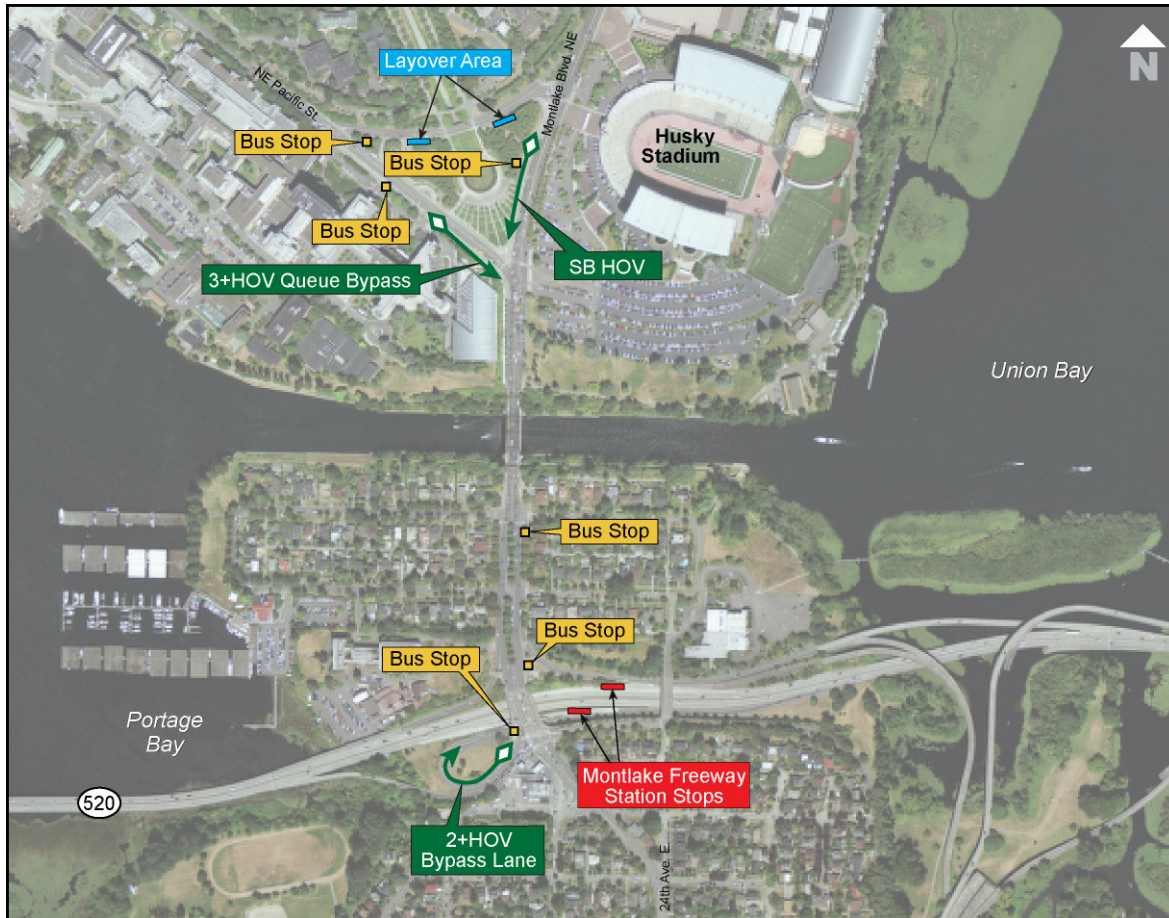 Layover Area
Montlake Blvd. NE
NE Pacific St.
N
Bus Stop
Bus Stop
Husky
Stadium
Bus Stop
3+HOV Queue Bypass
SB HOV
Union Bay
Bus Stop
Bus Stop
Bus Stop
Portage
Bay
Montlake Freeway
Station Stops
520
2+HOV
Bypass Lane
24th Ave. E.